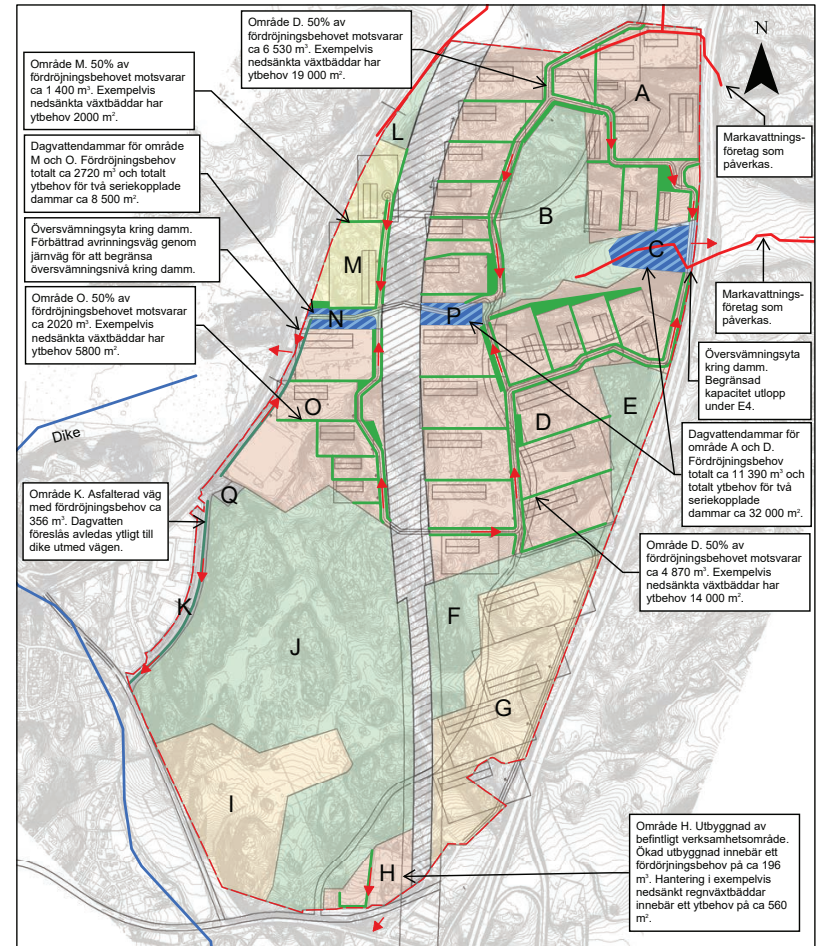 Område D. 50% av
fördröjningsbehovet motsvarar
ca 6 530 m³. Exempelvis
nedsänkta växtbäddar har
ytbehov 19 000 m².
N
Område M. 50% av
fördröjningsbehovet motsvarar
ca 1 400 m³. Exempelvis
nedsänkta växtbäddar har
ytbehov 2000 m².
Dagvattendammar för område
M och O. Fördröjningsbehov
totalt ca 2720 m³ och totalt
ytbehov för två seriekopplade
dammar ca 8 500 m².
Översvämningsyta kring damm.
Förbättrad avrinningsväg genom
järnväg för att begränsa
översvämningsnivå kring damm.
Område O. 50% av
fördröjningsbehovet motsvarar
ca 2020 m³. Exempelvis
nedsänkta växtbäddar har
ytbehov 5800 m².
Dike
Område K. Asfalterad väg
med fördröjningsbehov ca
356 m³. Dagvatten
föreslås avledas ytligt till
dike utmed vägen.
Markavattnings-
företag som
påverkas.
Markavattnings-
företag som
påverkas.
Översvämningsyta
kring damm.
Begränsad
kapacitet utlopp
under E4.
Dagvattendammar för
område A och D.
Fördröjningsbehov
totalt ca 11 390 m³ och
totalt ytbehov för två
seriekopplade
dammar ca 32 000 m².
Område D. 50% av
fördröjningsbehovet motsvarar
ca 4 870 m³. Exempelvis
nedsänkta växtbäddar har
ytbehov 14 000 m².
Område H. Utbyggnad av
befintligt verksamhetsområde.
Ökad utbyggnad innebär ett
fördörjningsbehov på ca 196
m³. Hantering i exempelvis
nedsänkt regnväxtbäddar
innebär ett ytbehov på ca 560
m².
A
L
B
C
M
N
P
O
D
E
Q
K
F
J
G
I
H